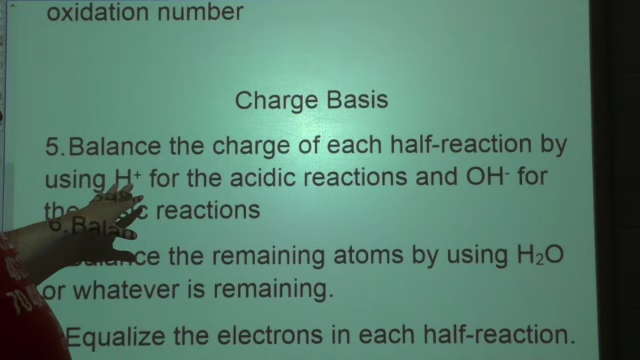 oxidation number
Charge Basis
5.Balance the charge of each half-reaction by
using H⁺ for the acidic reactions and OH⁻ for
reactions
the remaining atoms by using H₂O
or whatever is remaining.
Equalize the electrons in each half-reaction.